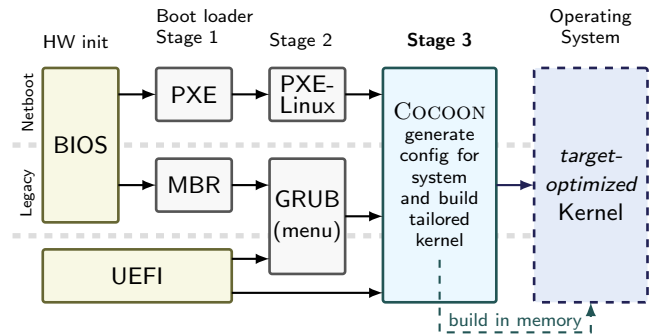 HW init
Boot loader
Stage 1
Stage 2
Stage 3
Operating
System
Netboot
Legacy
BIOS
PXE
PXE-
Linux
MBR
GRUB
(menu)
UEFI
COCOON
generate
config for
system
and build
tailored
kernel
target-
optimized
Kernel
build in memory